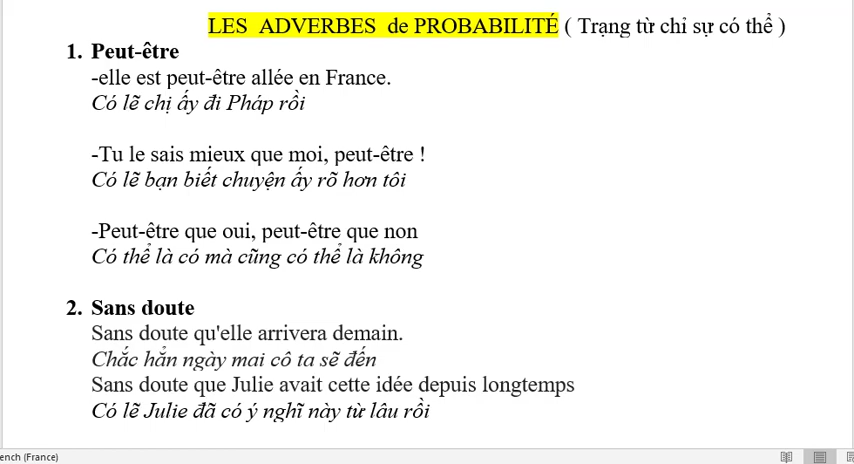 LES ADVERBES de PROBABILITÉ ( Trạng từ chỉ sự có thể )
1. Peut-être
-elle est peut-être allée en France.
Có lẽ chị ấy đi Pháp rồi
-Tu le sais mieux que moi, peut-être !
Có lẽ bạn biết chuyện ấy rõ hơn tôi
-Peut-être que oui, peut-être que non
Có thể là có mà cũng có thể là không
2. Sans doute
Sans doute qu'elle arrivera demain.
Chắc hẳn ngày mai cô ta sẽ đến
Sans doute que Julie avait cette idée depuis longtemps
Có lẽ Julie đã có ý nghĩ này từ lâu rồi
ench (France)